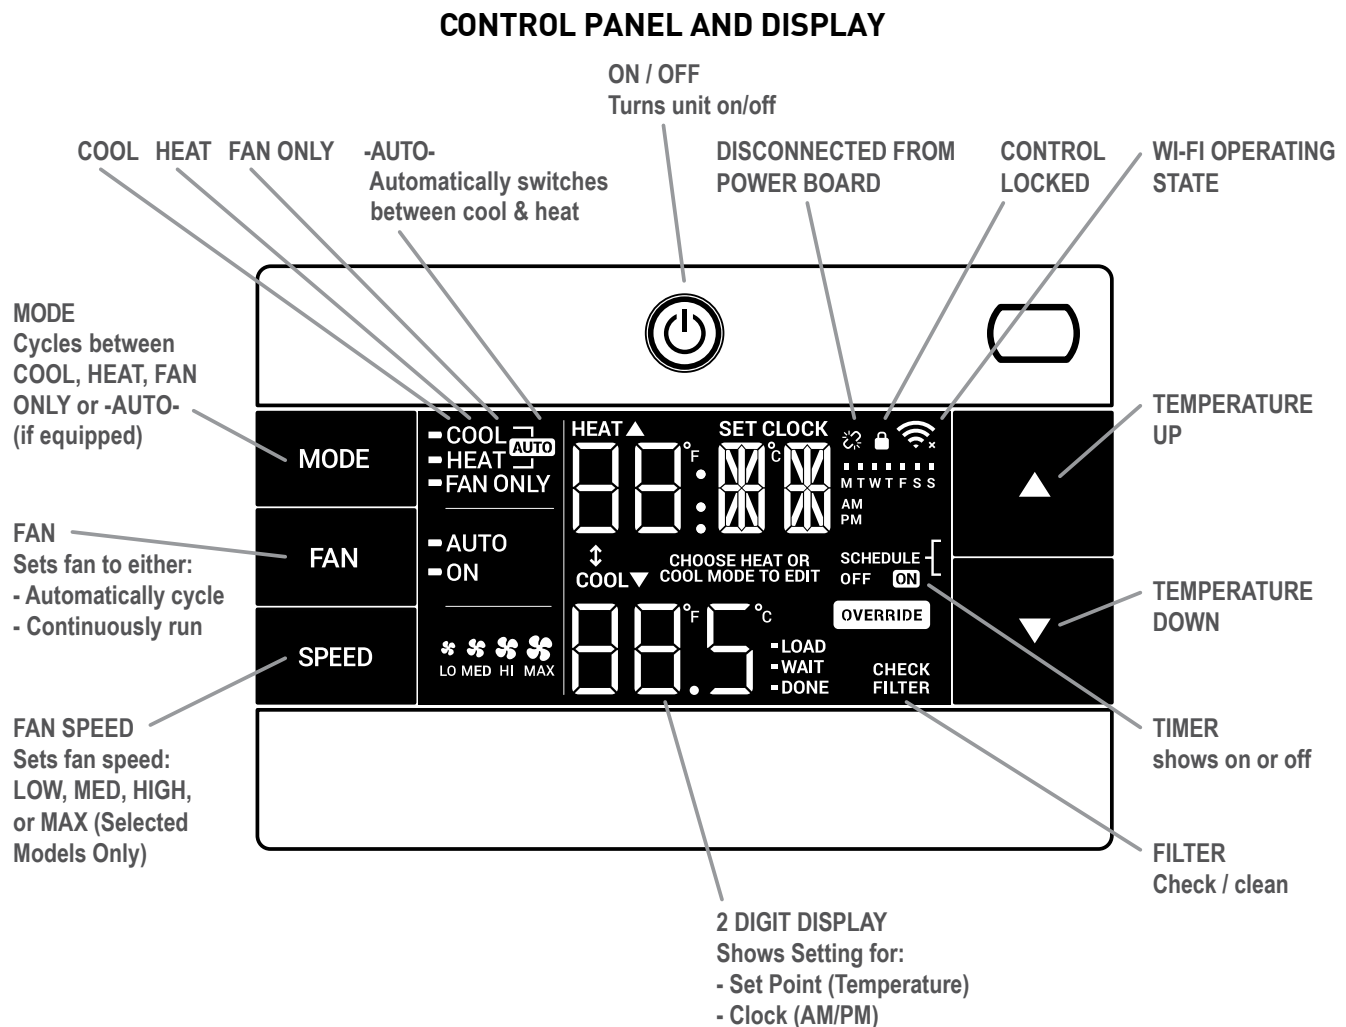 CONTROL PANEL AND DISPLAY
ON / OFF
Turns unit on/off
COOL HEAT FAN ONLY
-AUTO-
Automatically switches
between cool & heat
DISCONNECTED FROM
POWER BOARD
CONTROL
LOCKED
WI-FI OPERATING
STATE
MODE
Cycles between
COOL, HEAT, FAN
ONLY or -AUTO-
(if equipped)
FAN
Sets fan to either:
- Automatically cycle
- Continuously run
FAN SPEED
Sets fan speed:
LOW, MED, HIGH,
or MAX (Selected
Models Only)
MODE
FAN
SPEED
COOL
HEAT
AUTO
FAN ONLY
AUTO
ON
LO MED HI MAX
HEAT
SET CLOCK
88:
°F
°C
M T W T F S S
AM
PM
CHOOSE HEAT OR
COOL MODE TO EDIT
COOL
SCHEDULE
OFF ON
OVERRIDE
88.5
°F
°C
LOAD
WAIT
DONE
CHECK
FILTER
TEMPERATURE
UP
TEMPERATURE
DOWN
TIMER
shows on or off
FILTER
Check / clean
2 DIGIT DISPLAY
Shows Setting for:
- Set Point (Temperature)
- Clock (AM/PM)